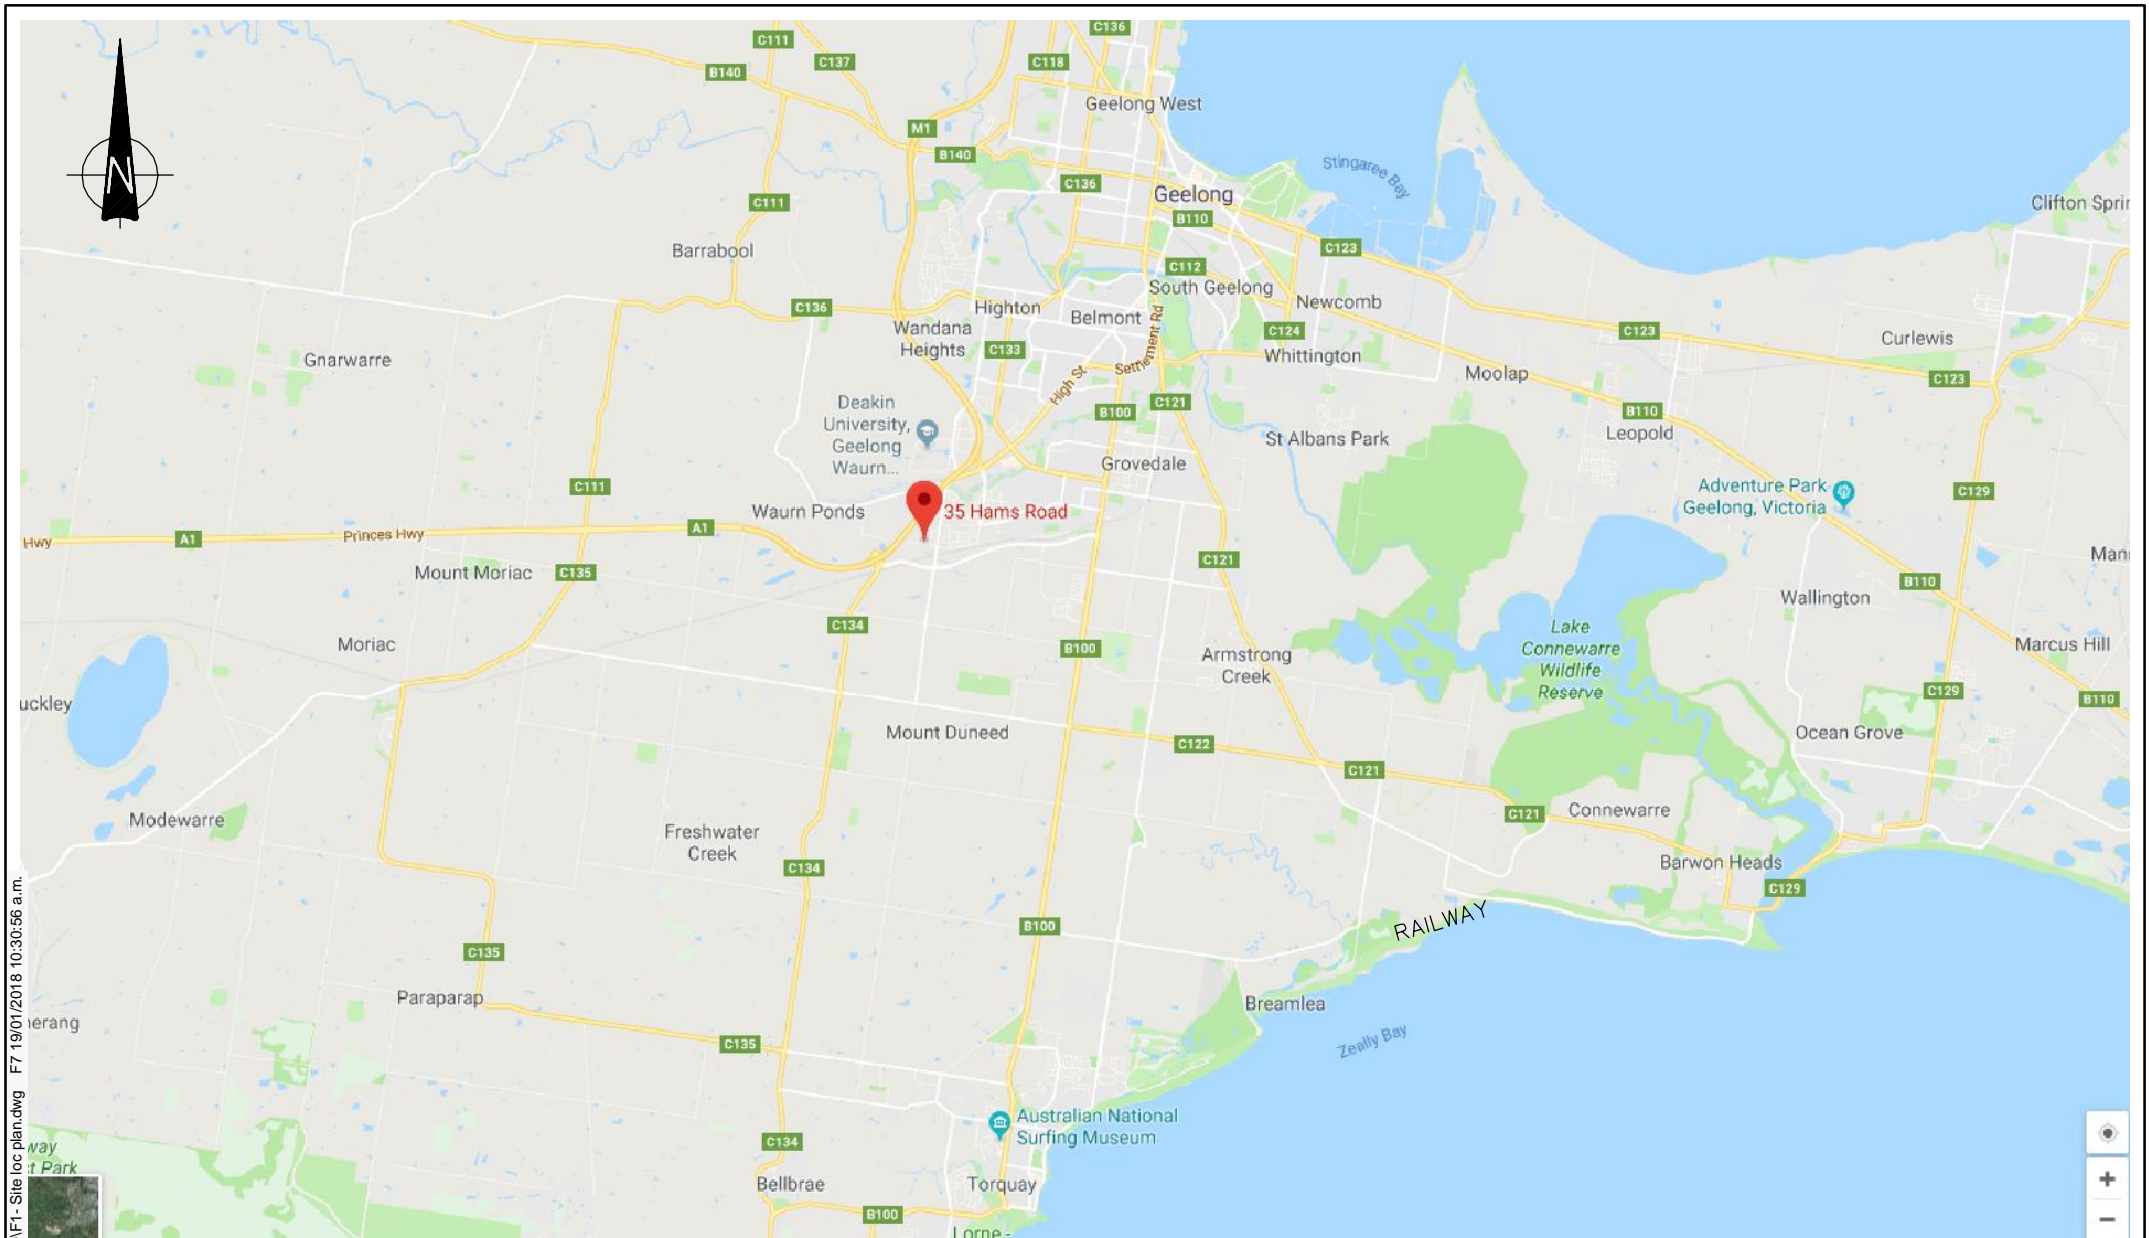 C136
C111
C137
C118
B140
Geelong West
M1
B140
Stingaree Bay
C136
Geelong
C111
B110
Clifton Sprin
N
Barrabool
C123
C112
South Geelong
C136
Highton
Newcomb
Belmont
Wandana
Heights
Settlement Rd
C124
C123
Curlewis
Gnarwarre
C133
Whittington
High St
Moolap
C123
Deakin
University,
Geelong
Waurn...
B100
C121
B110
Leopold
St Albans Park
Grovedale
C111
Adventure Park
Geelong, Victoria
C129
Waurn Ponds
35 Hams Road
Hwy
A1
Princes Hwy
A1
Mann
Mount Moriac
C135
C121
B110
Wallington
C134
Lake
Connewarre
Wildlife
Reserve
Moriac
B100
Armstrong
Creek
Marcus Hill
uckley
C129
B110
Mount Duneed
C122
Ocean Grove
C121
Modewarre
Freshwater
Creek
C121
Connewarre
C134
Barwon Heads
C129
RAILWAY
B100
C135
Paraparap
Breamlea
nerang
Zeally Bay
C135
Australian National
Surfing Museum
C134
way
t Park
Bellbrae
Torquay
B100
Lorne -
+
−
\F1- Site loc plan.dwg F7 19/01/2018 10:30:56 a.m.